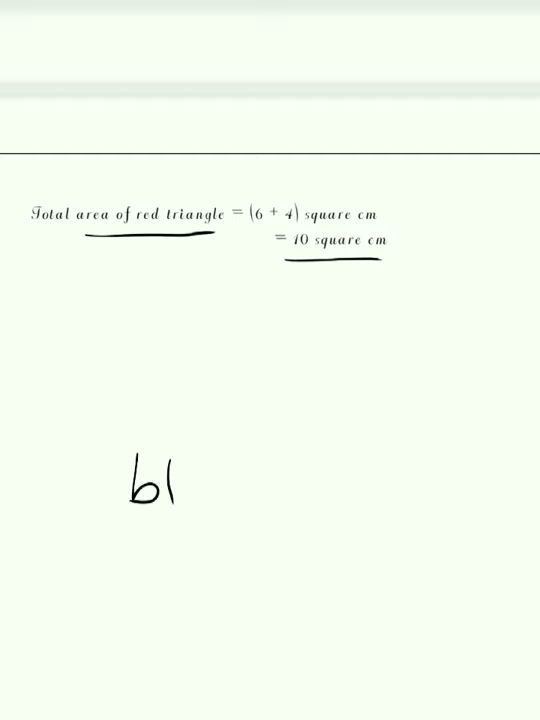 Total area of red triangle = (6 + 4) square cm
= 10 square cm
bl